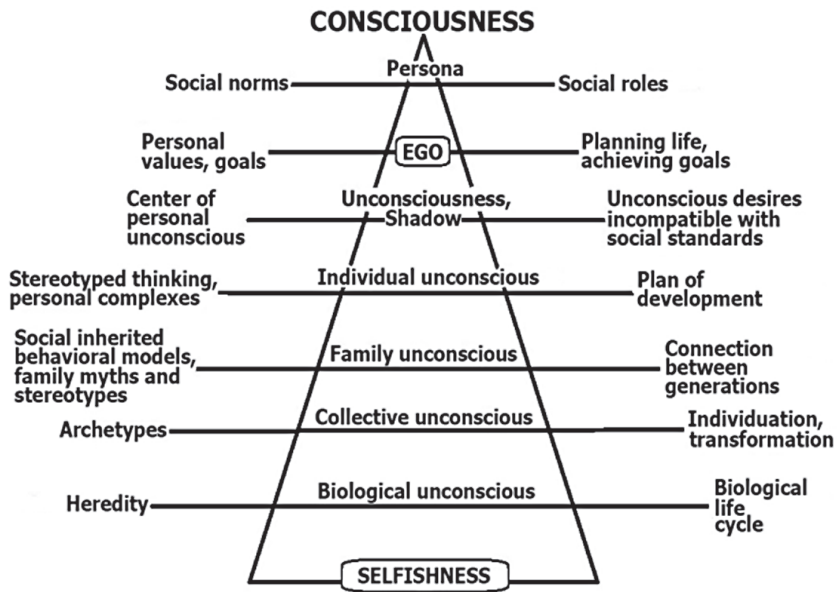 CONSCIOUSNESS
Persona
Social norms
Social roles
Personal
values, goals
EGO
Planning life,
achieving goals
Center of
personal
unconscious
Unconsciousness,
Shadow
Unconscious desires
incompatible with
social standards
Stereotyped thinking,
personal complexes
Individual unconscious
Plan of
development
Social inherited
behavioral models,
family myths and
stereotypes
Family unconscious
Connection
between
generations
Archetypes
Collective unconscious
Individuation,
transformation
Heredity
Biological unconscious
Biological
life
cycle
SELFISHNESS